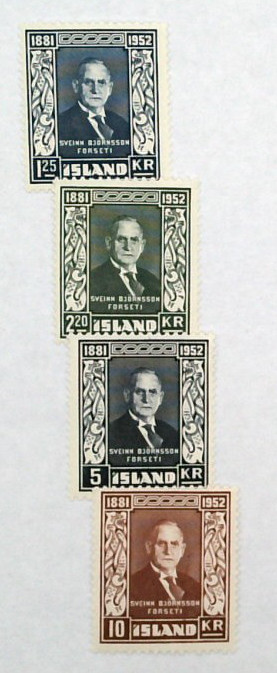 1881 1952
SVEINN BJÖRNSSON
FORSETI
1.25 ÍSLAND KR
1881 1952
SVEINN BJÖRNSSON
FORSETI
2.20 ÍSLAND KR
1881 1952
SVEINN BJÖRNSSON
FORSETI
5 ÍSLAND KR
1881 1952
SVEINN BJÖRNSSON
FORSETI
10 ÍSLAND KR